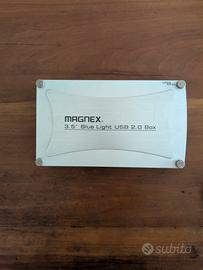 MAGNEX
3.5" Blue Light USB 2.0 Box
subito